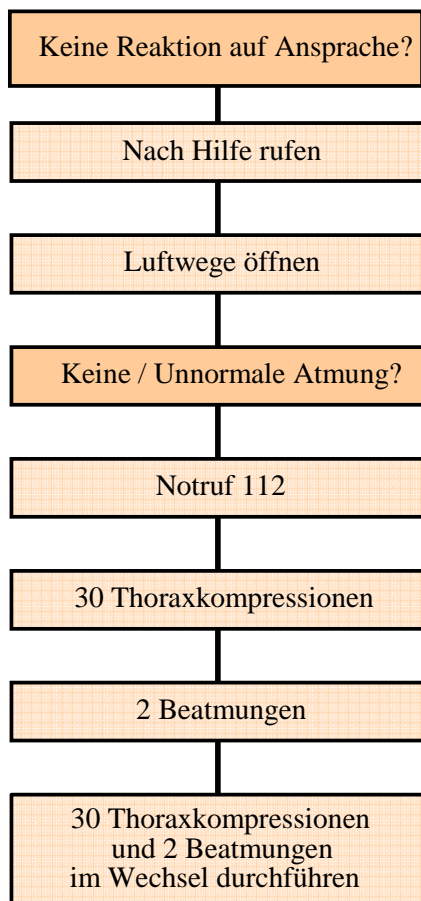 Keine Reaktion auf Ansprache?
Nach Hilfe rufen
Luftwege öffnen
Keine / Unnormale Atmung?
Notruf 112
30 Thoraxkompressionen
2 Beatmungen
30 Thoraxkompressionen
und 2 Beatmungen
im Wechsel durchführen